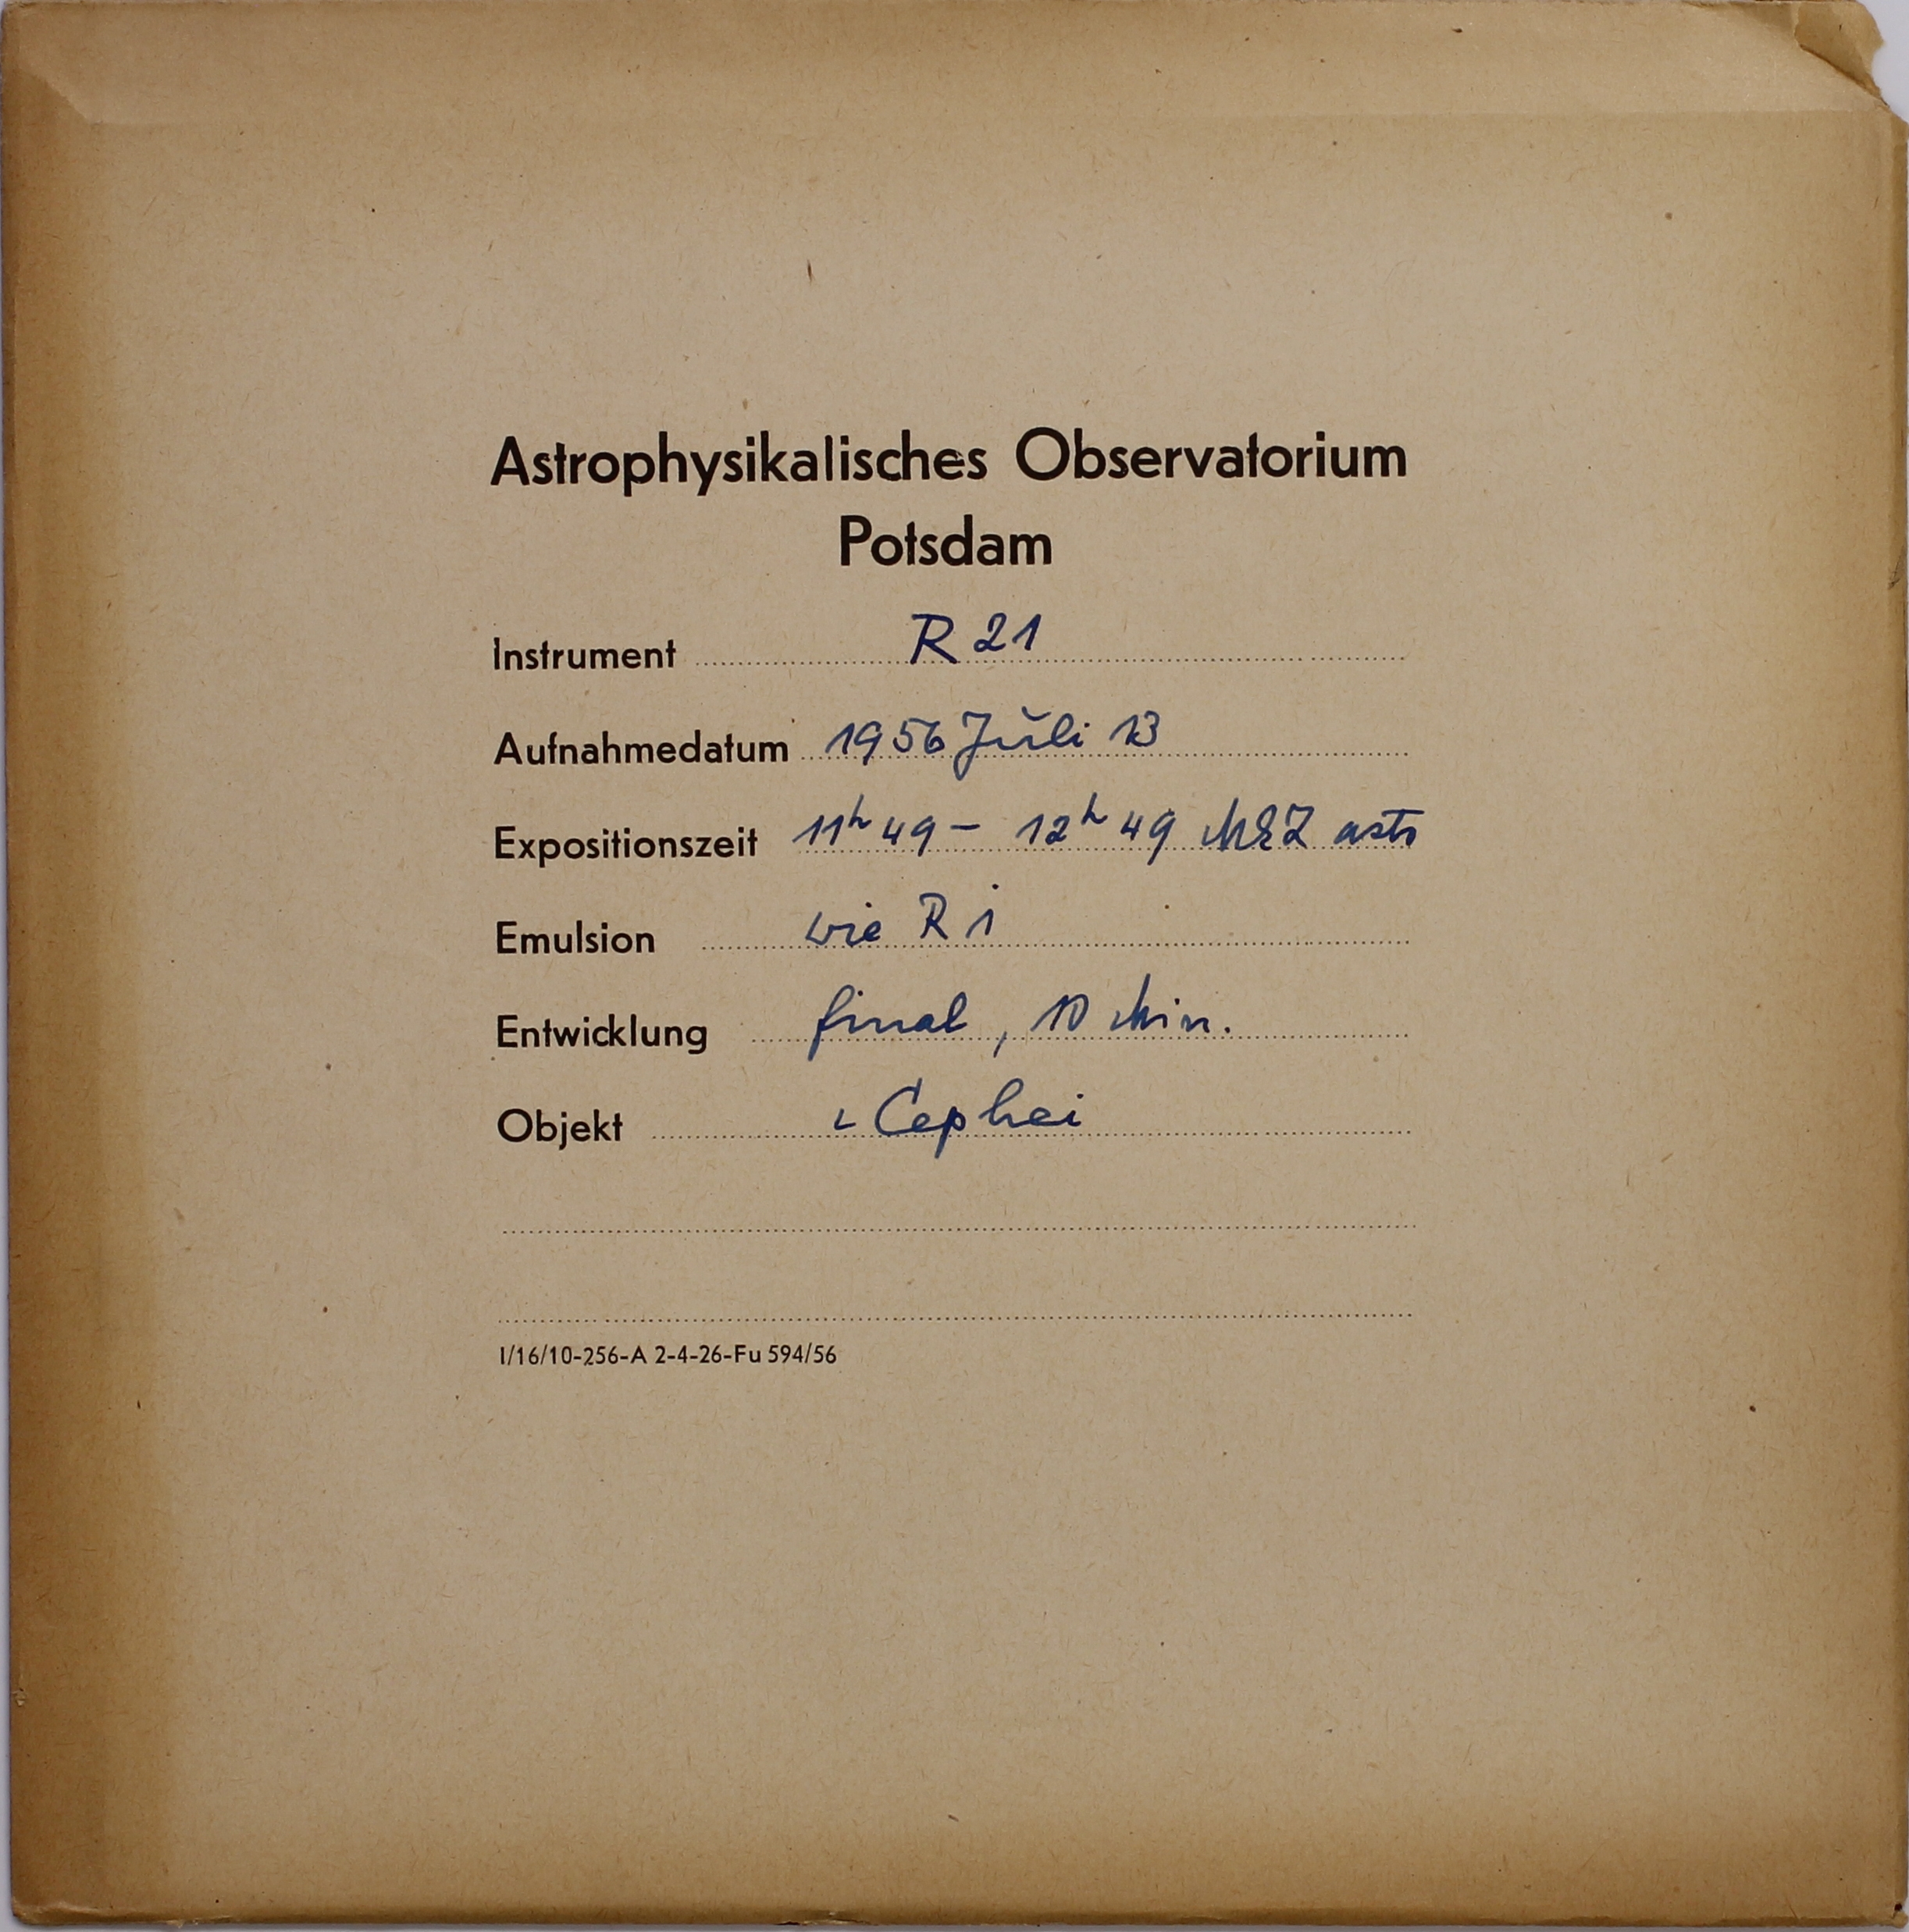 Astrophysikalisches Observatorium
Potsdam
Instrument R 21
Aufnahmedatum 1956 Juli 13
Expositionszeit 11h 49 – 12h 49 MEZ astr
Emulsion wie R 1
Entwicklung final, 10 Min.
Objekt ι Cephei
I/16/10-256-A 2-4-26-Fu 594/56